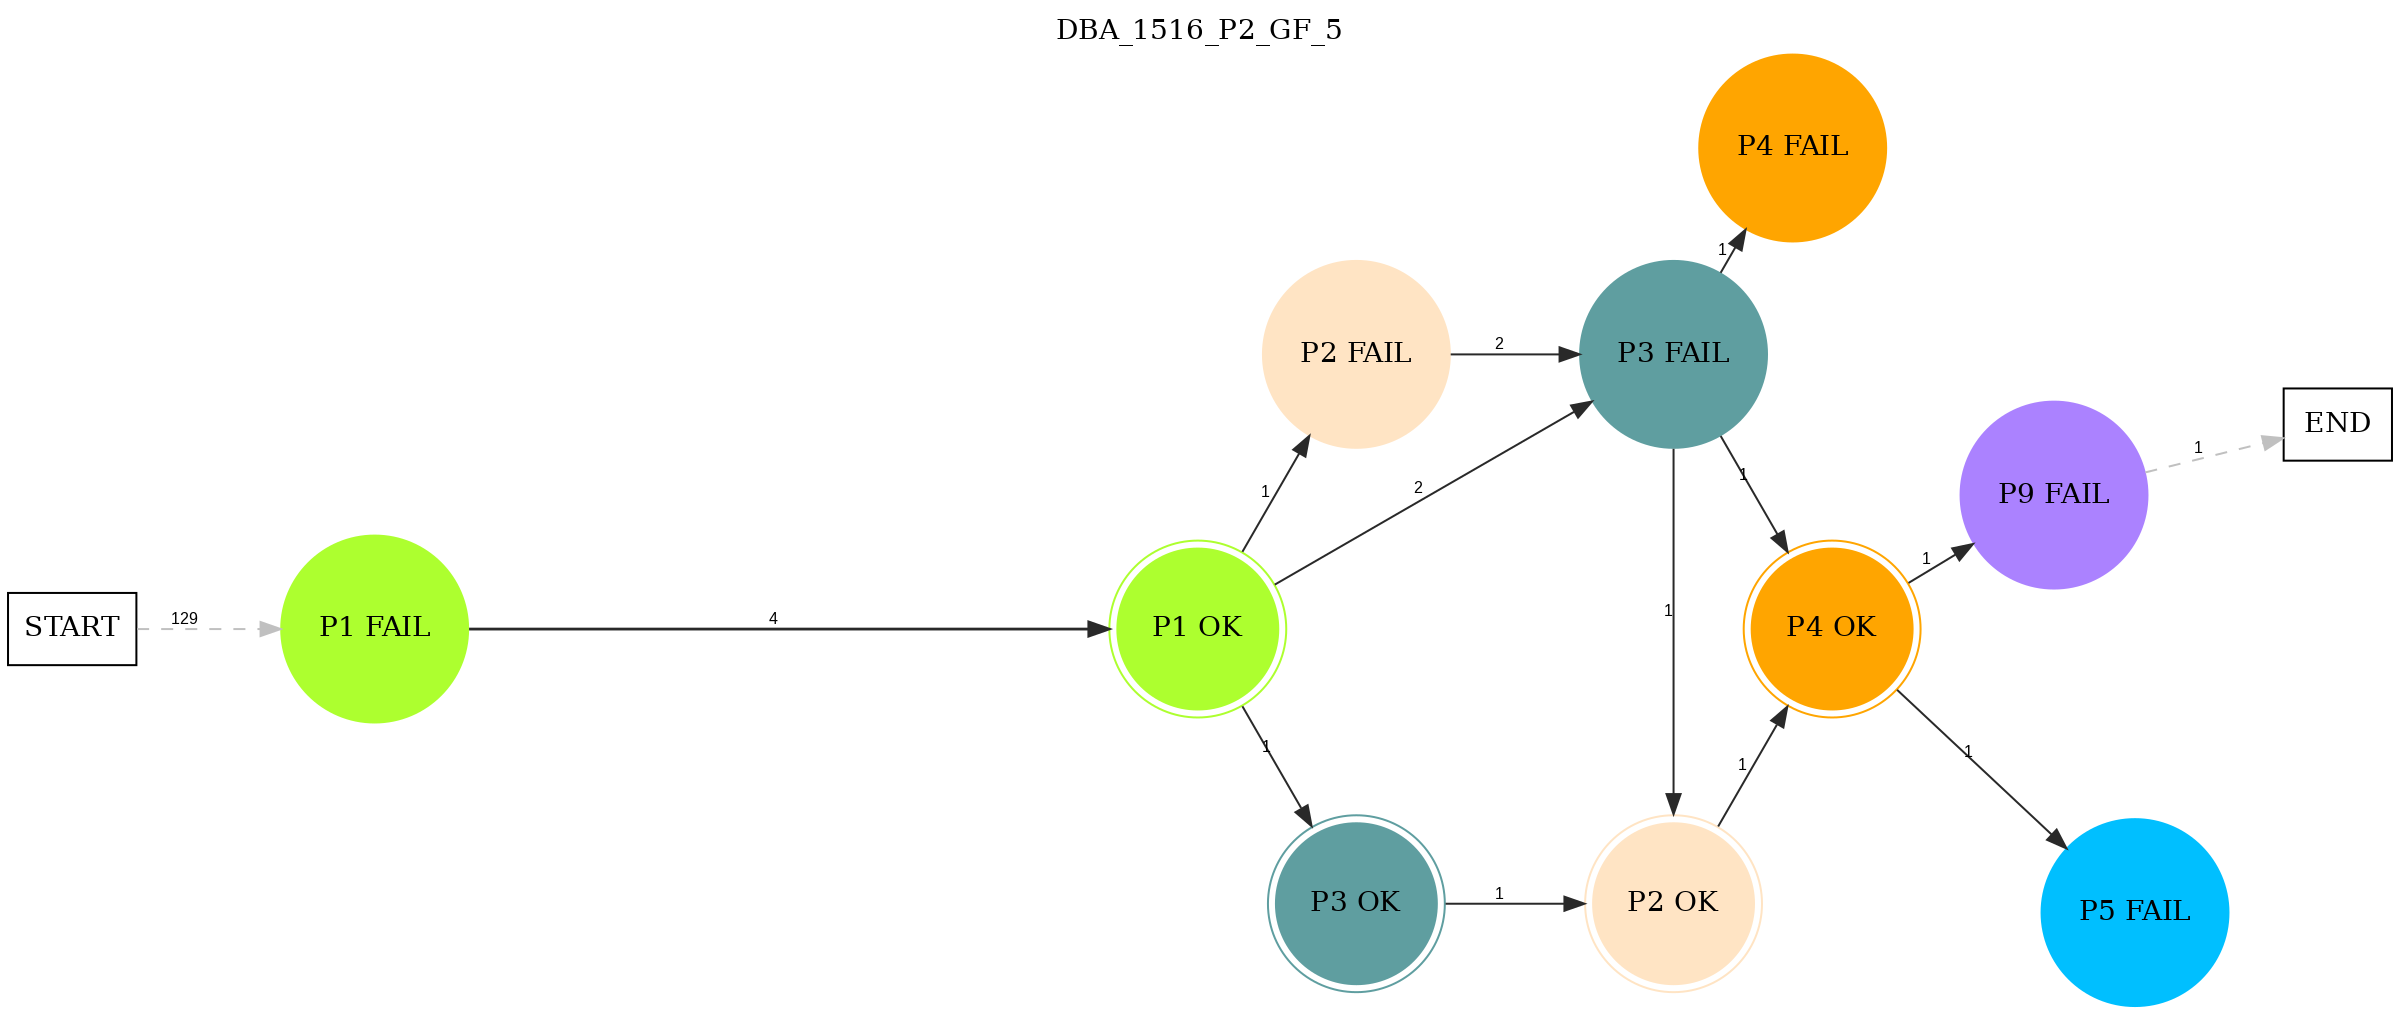 DBA_1516_P2_GF_5
P4 FAIL
1
P2 FAIL
2
P3 FAIL
1
2
1
1
P9 FAIL
1
END
START
129
P1 FAIL
4
P1 OK
1
P4 OK
1
1
1
1
P3 OK
1
P2 OK
P5 FAIL